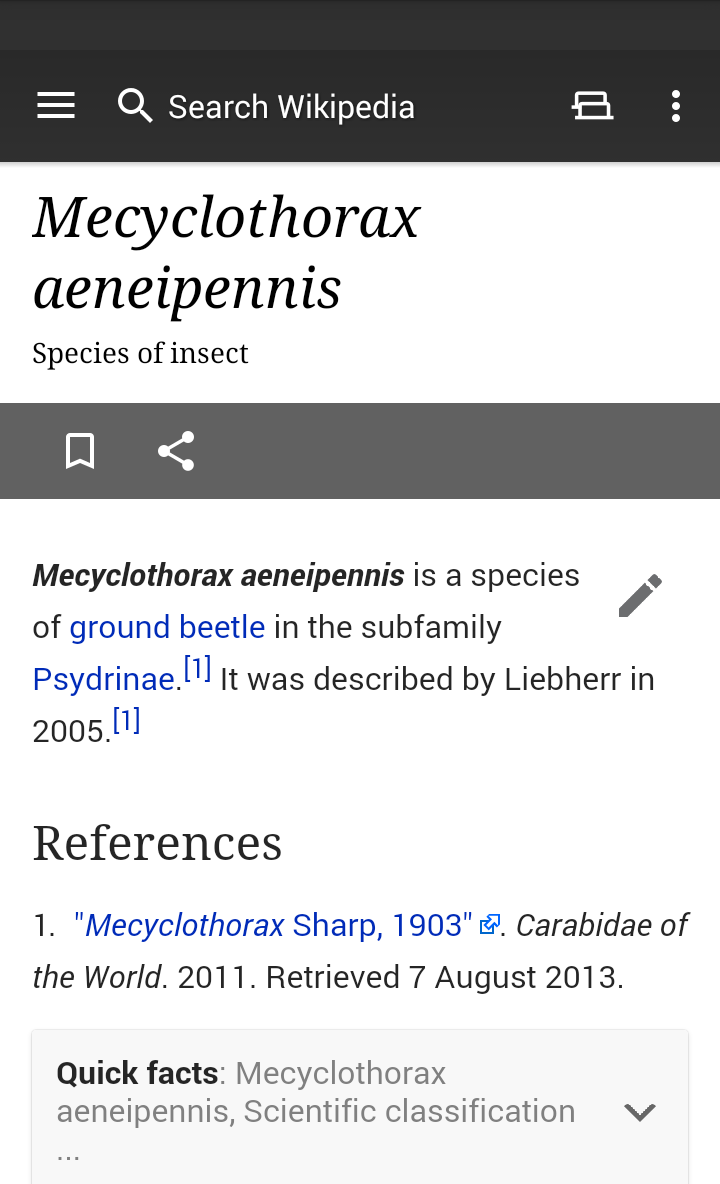 Search Wikipedia
Mecyclothorax
aeneipennis
Species of insect
Mecyclothorax aeneipennis is a species
of ground beetle in the subfamily
Psydrinae.[1] It was described by Liebherr in
2005.[1]
References
1. "Mecyclothorax Sharp, 1903" . Carabidae of
the World. 2011. Retrieved 7 August 2013.
Quick facts: Mecyclothorax
aeneipennis, Scientific classification
...